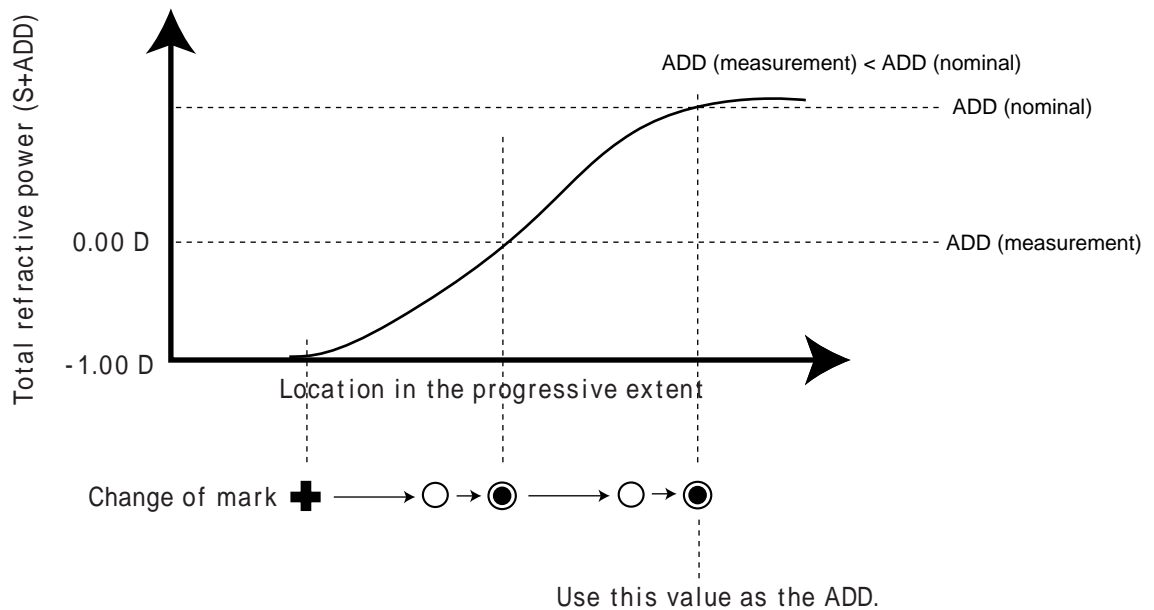 Total refractive power (S+ADD)
ADD (measurement) < ADD (nominal)
ADD (nominal)
0.00 D
ADD (measurement)
-1.00 D
Location in the progressive extent
Change of mark
Use this value as the ADD.